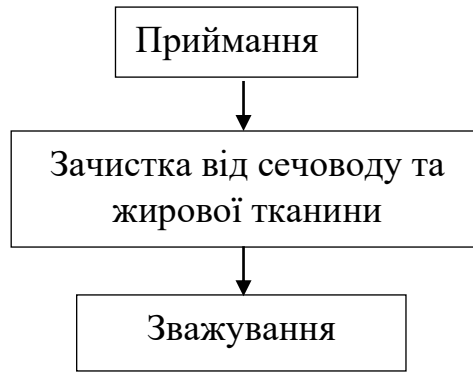 Приймання
Зачистка від сечоводу та
жирової тканини
Зважування